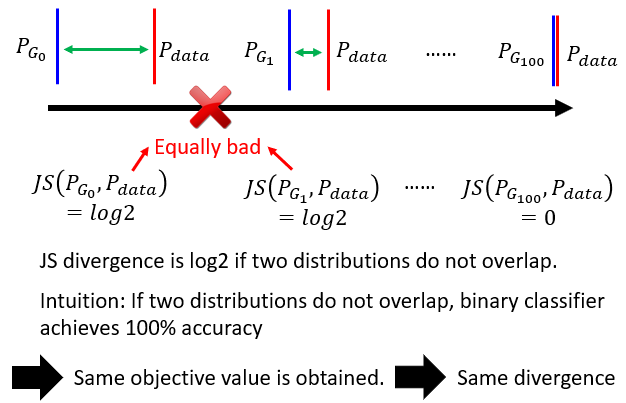 P_{G_0} P_{data} P_{G_1} P_{data} ...... P_{G_{100}} P_{data}
Equally bad
JS(P_{G_0}, P_{data}) JS(P_{G_1}, P_{data}) ...... JS(P_{G_{100}}, P_{data})
= log2 = log2 = 0
JS divergence is log2 if two distributions do not overlap.
Intuition: If two distributions do not overlap, binary classifier
achieves 100% accuracy
Same objective value is obtained. Same divergence